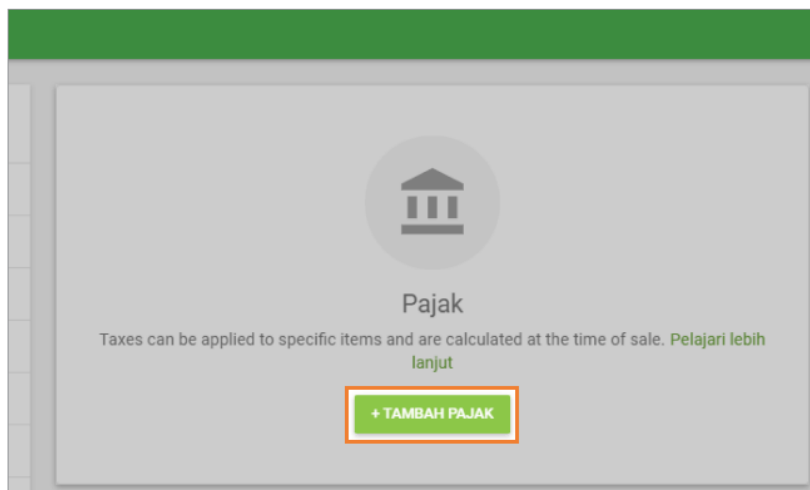 Pajak
Taxes can be applied to specific items and are calculated at the time of sale. Pelajari lebih
lanjut
+ TAMBAH PAJAK